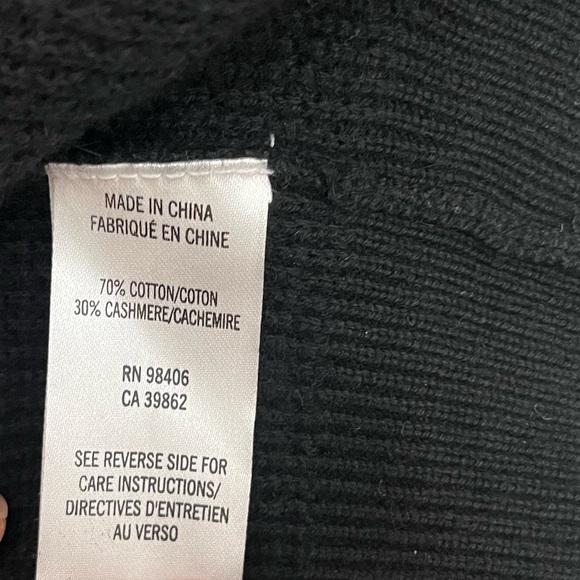 MADE IN CHINA
FABRIQUÉ EN CHINE
70% COTTON/COTON
30% CASHMERE/CACHEMIRE
RN 98406
CA 39862
SEE REVERSE SIDE FOR
CARE INSTRUCTIONS/
DIRECTIVES D'ENTRETIEN
AU VERSO